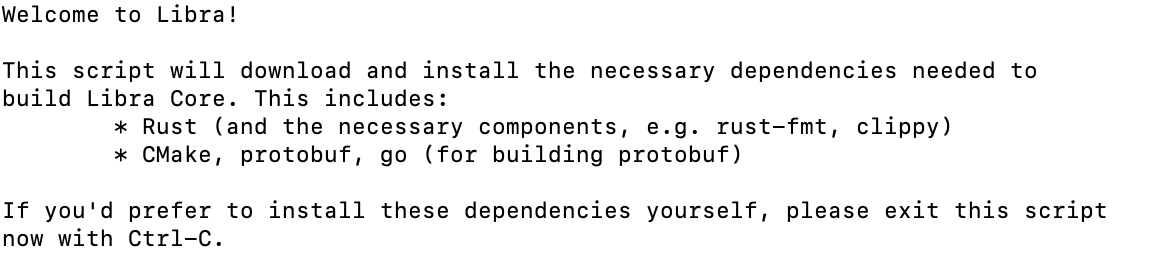 Welcome to Libra!
This script will download and install the necessary dependencies needed to
build Libra Core. This includes:
* Rust (and the necessary components, e.g. rust-fmt, clippy)
* CMake, protobuf, go (for building protobuf)
If you'd prefer to install these dependencies yourself, please exit this script
now with Ctrl-C.